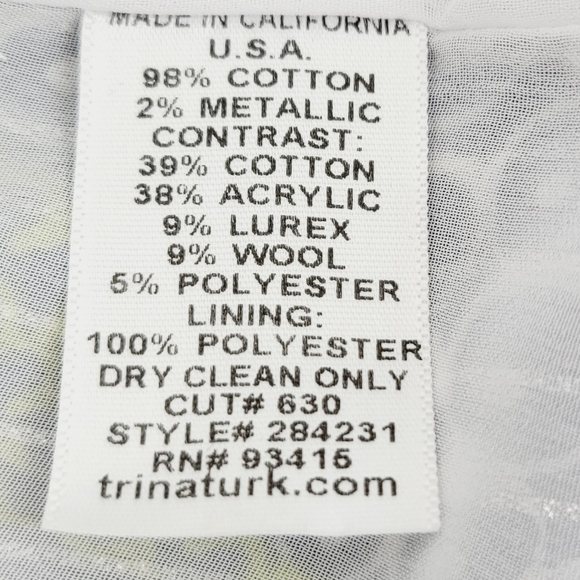 MADE IN CALIFORNIA
U.S.A.
98% COTTON
2% METALLIC
CONTRAST:
39% COTTON
38% ACRYLIC
9% LUREX
9% WOOL
5% POLYESTER
LINING:
100% POLYESTER
DRY CLEAN ONLY
CUT# 630
STYLE# 284231
RN# 93415
trinaturk.com